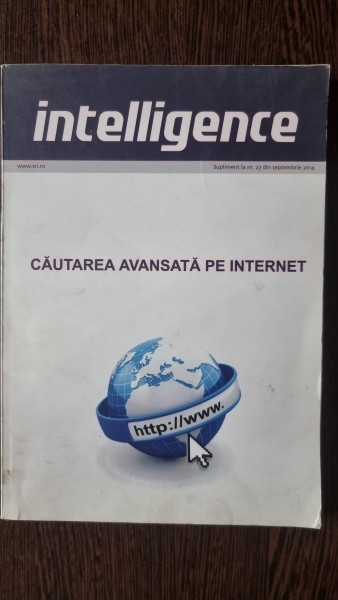 intelligence
www.sri.ro
Supliment la nr. 27 din septembrie 2014
CĂUTAREA AVANSATĂ PE INTERNET
http://www.